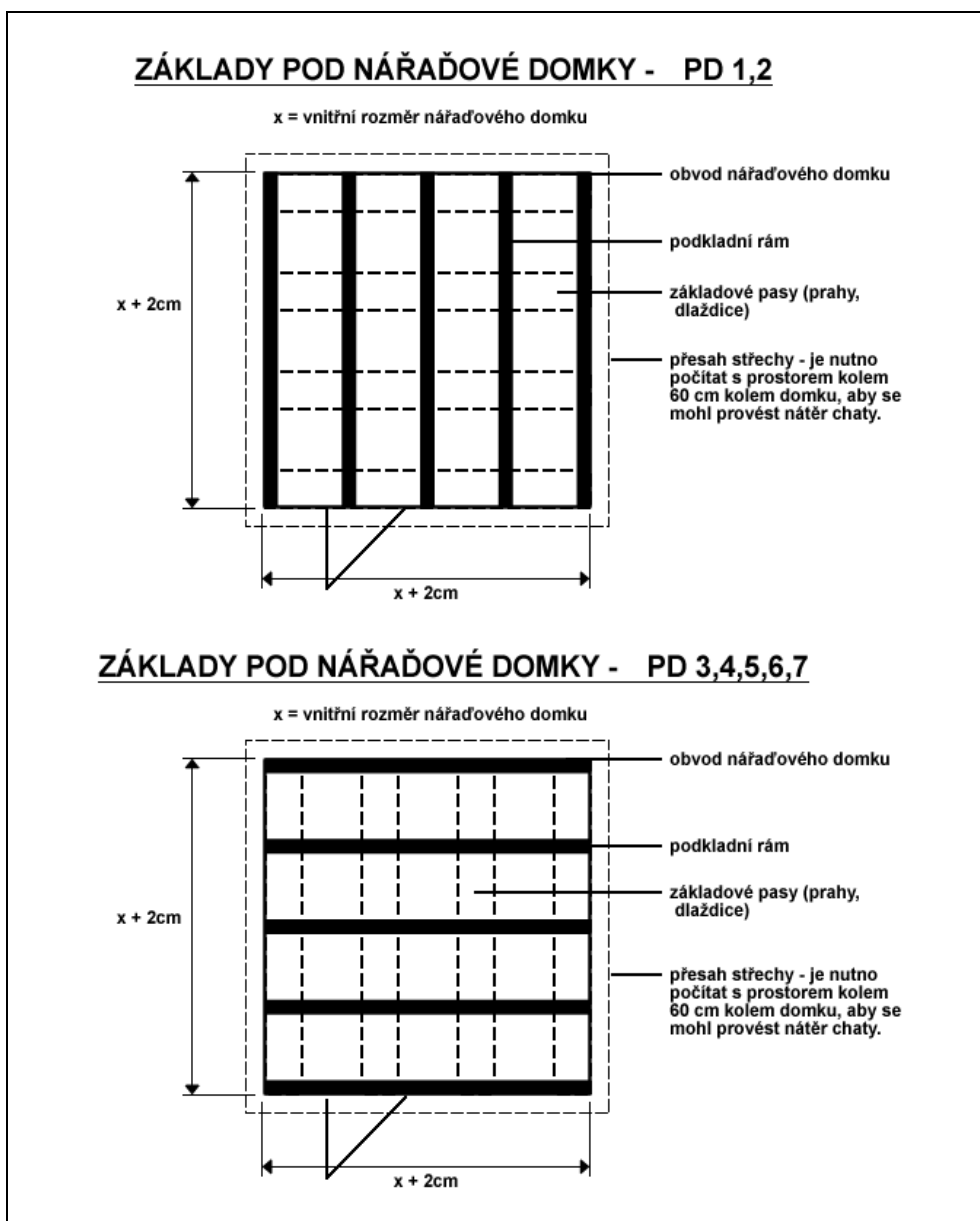 ZÁKLADY POD NÁŘAĎOVÉ DOMKY - PD 1,2
x = vnitřní rozměr nářaďového domku
obvod nářaďového domku
podkladní rám
x + 2cm
základové pasy (prahy,
dlaždice)
přesah střechy - je nutno
počítat s prostorem kolem
60 cm kolem domku, aby se
mohl provést nátěr chaty.
x + 2cm
ZÁKLADY POD NÁŘAĎOVÉ DOMKY - PD 3,4,5,6,7
x = vnitřní rozměr nářaďového domku
obvod nářaďového domku
podkladní rám
základové pasy (prahy,
dlaždice)
x + 2cm
přesah střechy - je nutno
počítat s prostorem kolem
60 cm kolem domku, aby se
mohl provést nátěr chaty.
x + 2cm